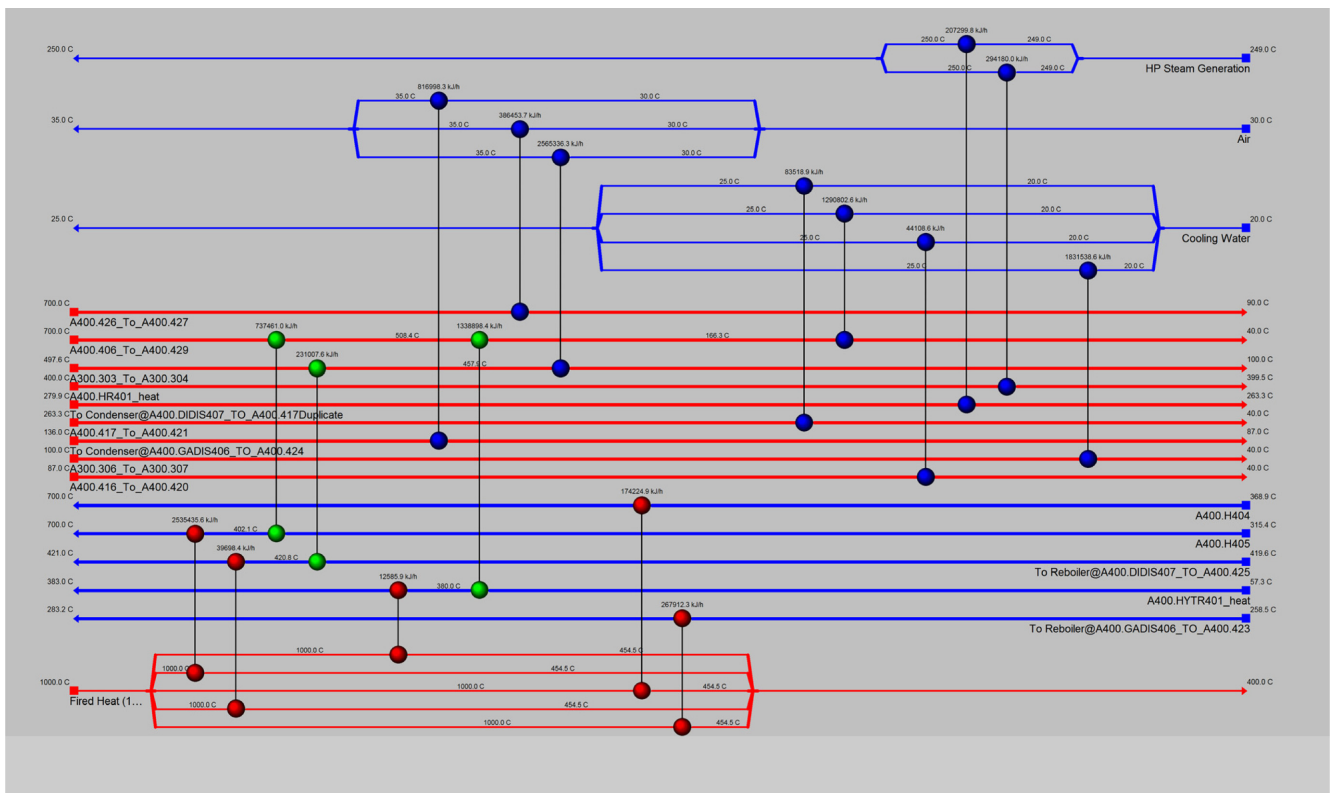 207299.8 kJ/h
250.0 C 249.0 C
250.0 C 249.0 C
HP Steam Generation
294180.0 kJ/h
250.0 C 249.0 C
816998.3 kJ/h
35.0 C 30.0 C
386453.7 kJ/h
35.0 C 35.0 C 30.0 C 30.0 C
Air
2565336.3 kJ/h
35.0 C 30.0 C
83518.9 kJ/h
25.0 C 20.0 C
1290802.6 kJ/h
25.0 C 20.0 C
25.0 C 20.0 C
Cooling Water
44108.6 kJ/h
25.0 C 20.0 C
1831538.6 kJ/h
25.0 C 20.0 C
700.0 C 90.0 C
A400.426_To_A400.427
737461.0 kJ/h 1338898.4 kJ/h
700.0 C 508.4 C 166.3 C 40.0 C
A400.406_To_A400.429
231007.6 kJ/h
497.6 C 457.9 C 100.0 C
A300.303_To_A300.304
400.0 C 399.5 C
A400.HR401_heat
279.9 C 263.3 C
To Condenser@A400.DIDIS407_TO_A400.417Duplicate
263.3 C 40.0 C
A400.417_To_A400.421
136.0 C 87.0 C
To Condenser@A400.GADIS406_TO_A400.424
100.0 C 40.0 C
A300.306_To_A300.307
87.0 C 40.0 C
A400.416_To_A400.420
174224.9 kJ/h
700.0 C 368.9 C
A400.H404
2535435.6 kJ/h
700.0 C 402.1 C 315.4 C
A400.H405
39698.4 kJ/h
421.0 C 420.8 C 419.6 C
To Reboiler@A400.DIDIS407_TO_A400.425
12585.9 kJ/h
383.0 C 380.0 C 57.3 C
A400.HYTR401_heat
267912.3 kJ/h
283.2 C 258.5 C
To Reboiler@A400.GADIS406_TO_A400.423
1000.0 C 454.5 C
1000.0 C 454.5 C
1000.0 C 1000.0 C 454.5 C 400.0 C
Fired Heat (1...
1000.0 C 454.5 C
1000.0 C 454.5 C